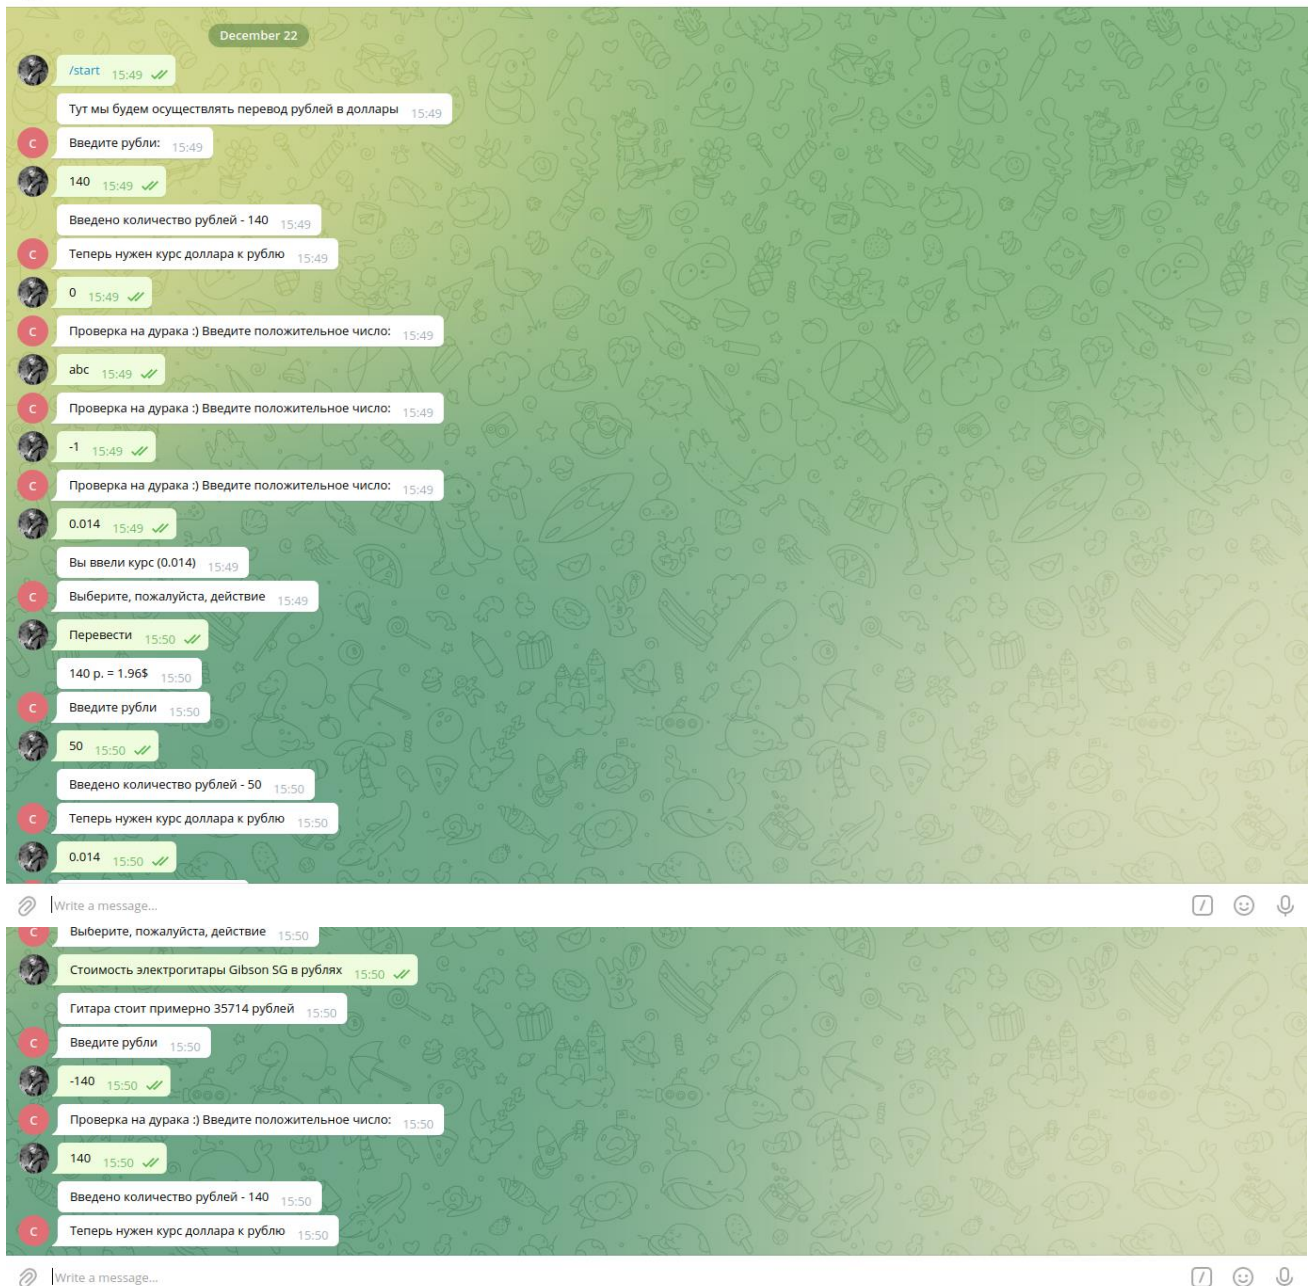 December 22
/start 15:49
Тут мы будем осуществлять перевод рублей в доллары 15:49
C
Введите рубли: 15:49
140 15:49
Введено количество рублей - 140 15:49
C
Теперь нужен курс доллара к рублю 15:49
0 15:49
C
Проверка на дурака :) Введите положительное число: 15:49
abc 15:49
C
Проверка на дурака :) Введите положительное число: 15:49
-1 15:49
C
Проверка на дурака :) Введите положительное число: 15:49
0.014 15:49
Вы ввели курс (0.014) 15:49
C
Выберите, пожалуйста, действие 15:49
Перевести 15:50
140 р. = 1.96$ 15:50
C
Введите рубли 15:50
50 15:50
Введено количество рублей - 50 15:50
C
Теперь нужен курс доллара к рублю 15:50
0.014 15:50
Write a message...
C
Выберите, пожалуйста, действие 15:50
Стоимость электрогитары Gibson SG в рублях 15:50
Гитара стоит примерно 35714 рублей 15:50
C
Введите рубли 15:50
-140 15:50
C
Проверка на дурака :) Введите положительное число: 15:50
140 15:50
Введено количество рублей - 140 15:50
C
Теперь нужен курс доллара к рублю 15:50
Write a message...